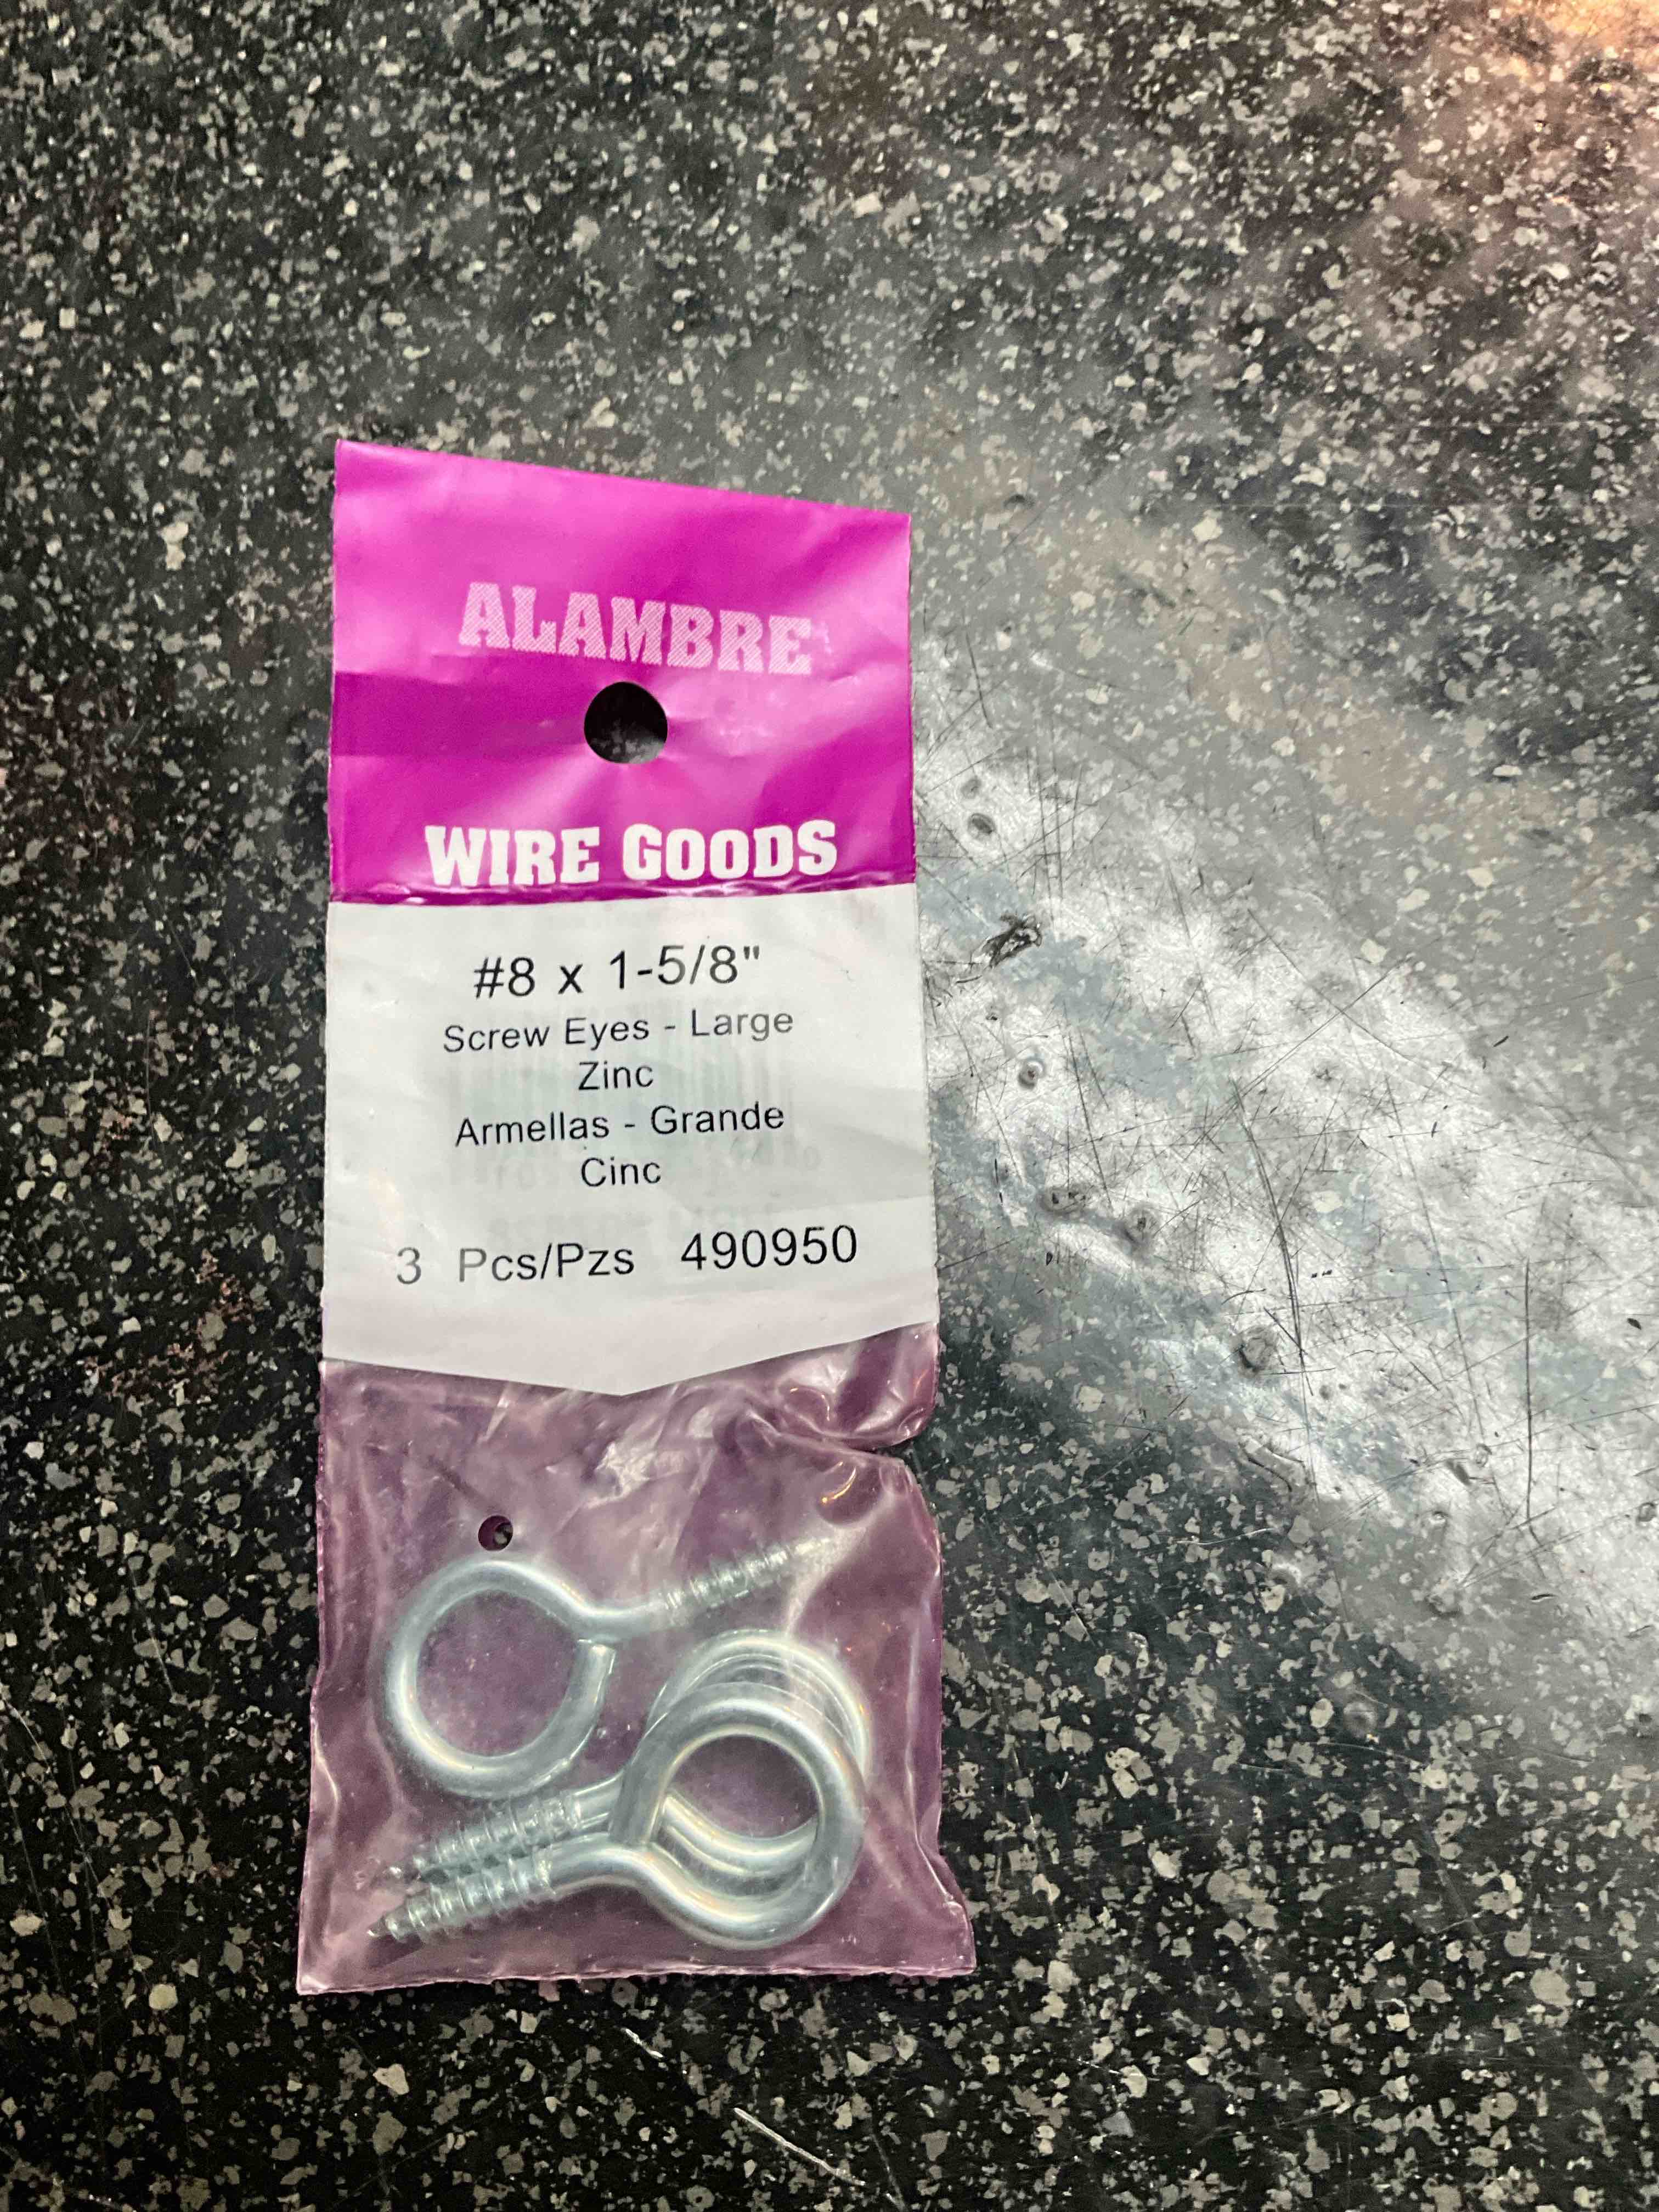 ALAMBRE
WIRE GOODS
#8 x 1-5/8"
Screw Eyes - Large
Zinc
Armellas - Grande
Cinc
3 Pcs/Pzs 490950